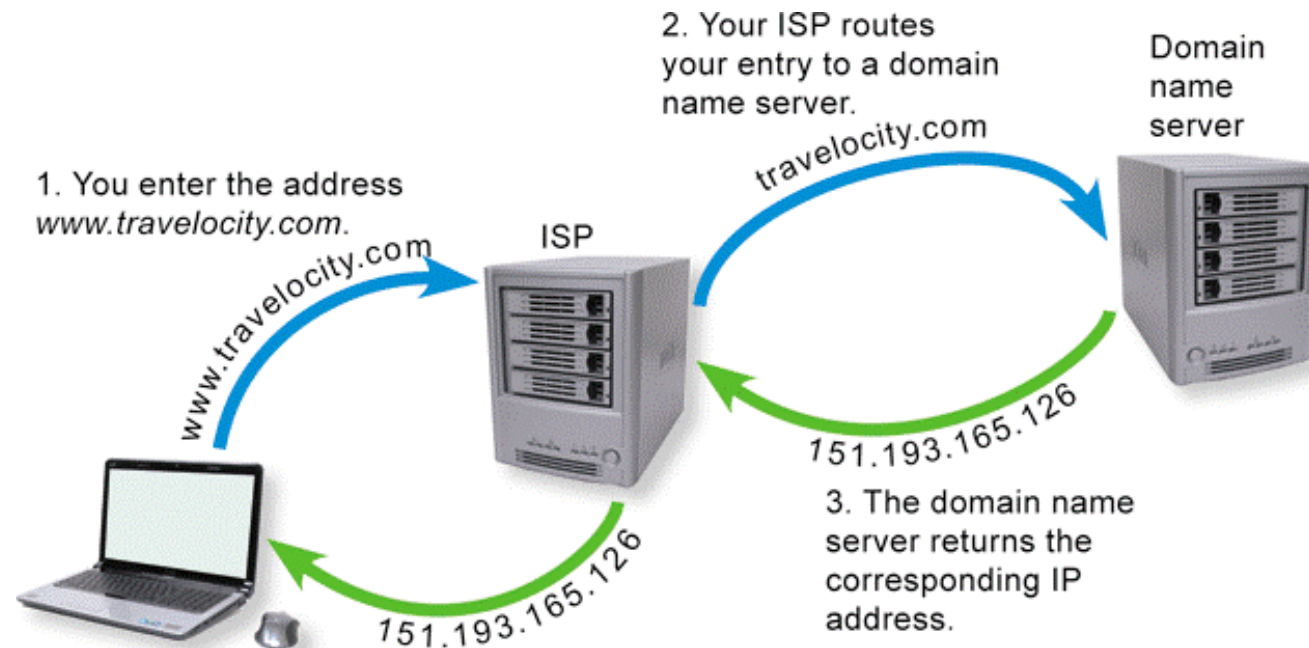 1. You enter the address
www.travelocity.com.
www.travelocity.com
ISP
2. Your ISP routes
your entry to a domain
name server.
travelocity.com
Domain
name
server
151.193.165.126
3. The domain name
server returns the
corresponding IP
address.
151.193.165.126